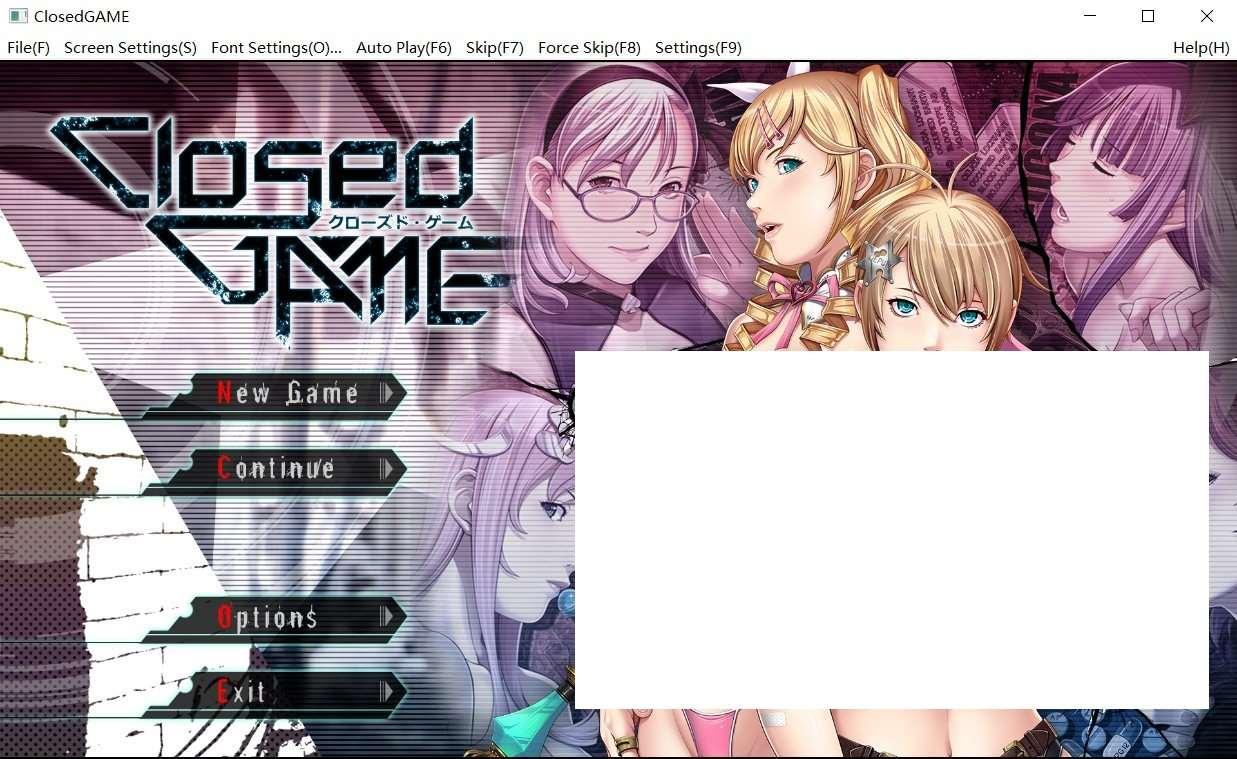 ClosedGAME
File(F) Screen Settings(S) Font Settings(O)... Auto Play(F6) Skip(F7) Force Skip(F8) Settings(F9) Help(H)
Closed
クローズド・ゲーム
GAME
New Game
Continue
Options
Exit